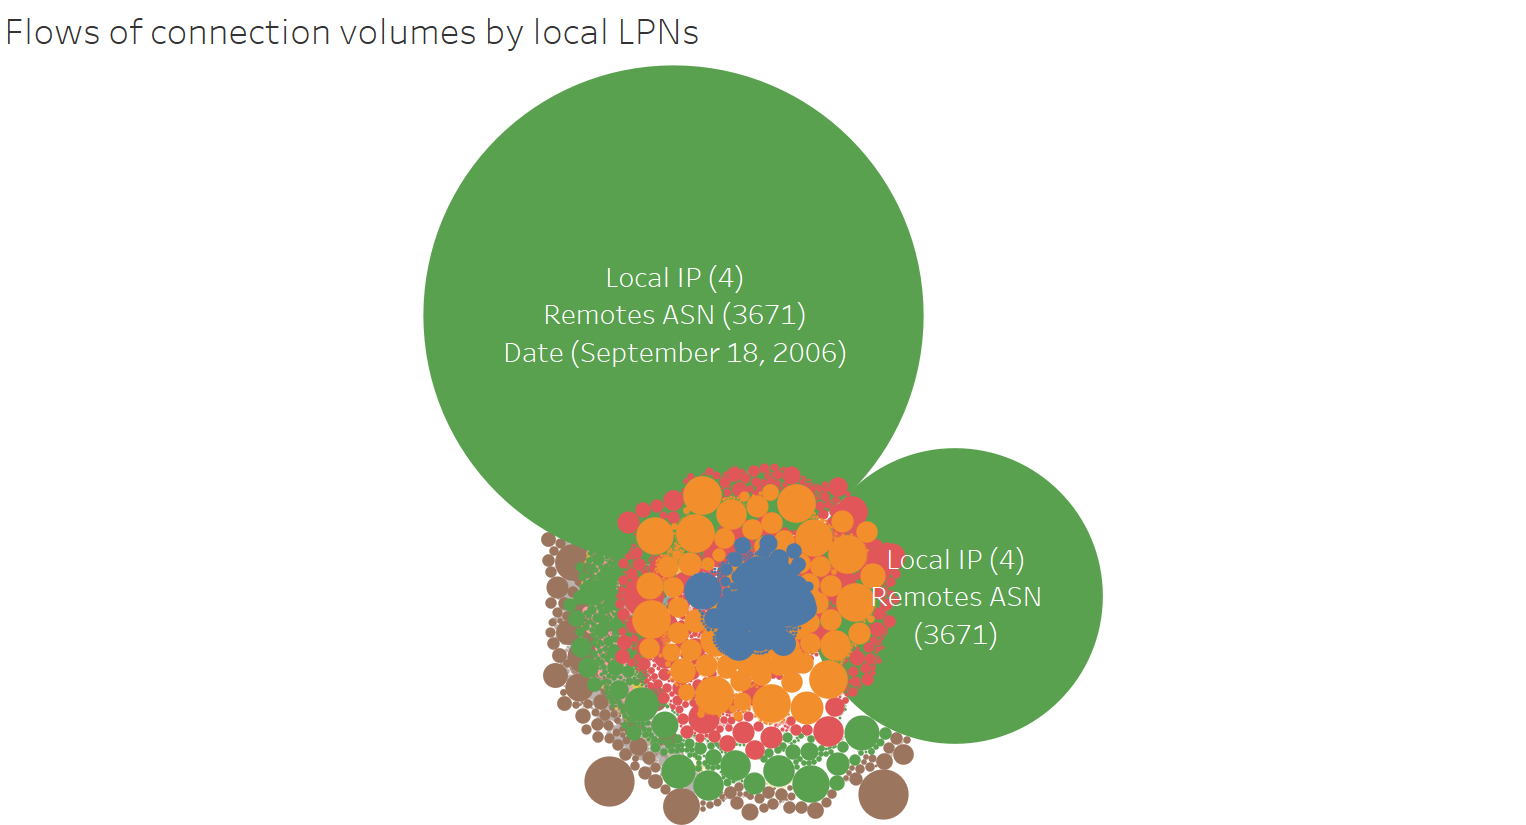 Flows of connection volumes by local LPNs
Local IP (4)
Remotes ASN (3671)
Date (September 18, 2006)
Local IP (4)
Remotes ASN
(3671)